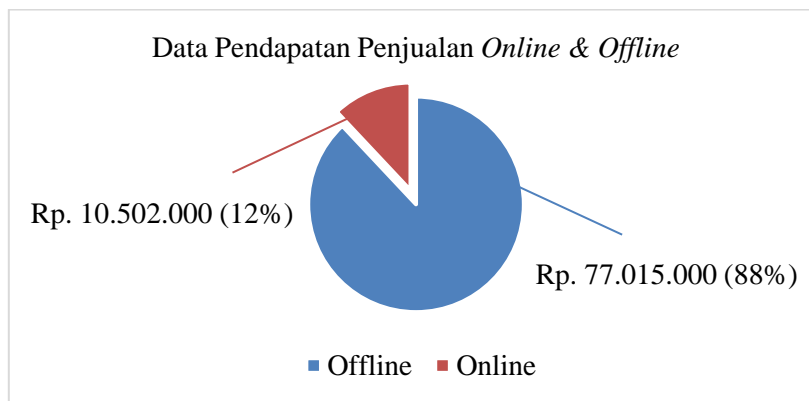 Data Pendapatan Penjualan Online & Offline
Rp. 10.502.000 (12%)
Rp. 77.015.000 (88%)
Offline
Online